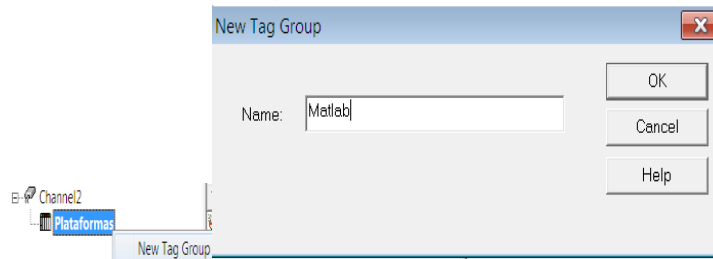 New Tag Group
OK
Name:
Matlab
Cancel
Help
Channel2
Plataformas
New Tag Group